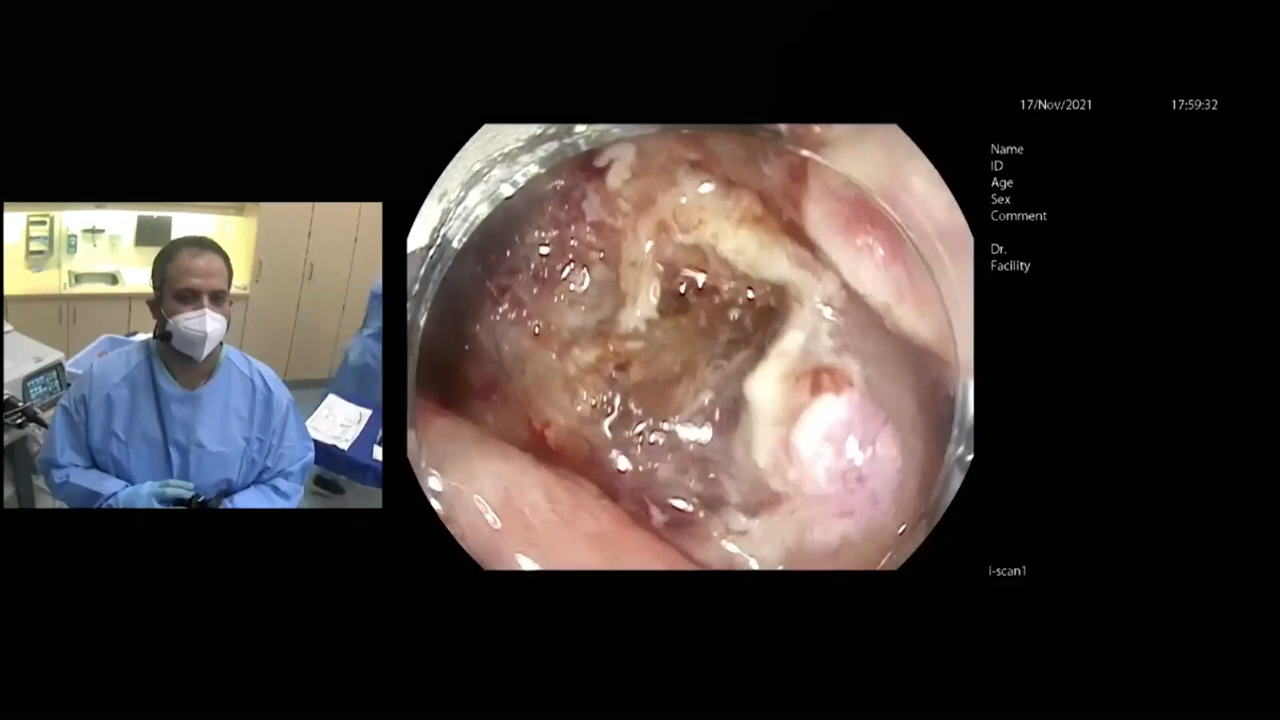 17/Nov/2021 17:59:32
Name
ID
Age
Sex
Comment
Dr.
Facility
i-scan1